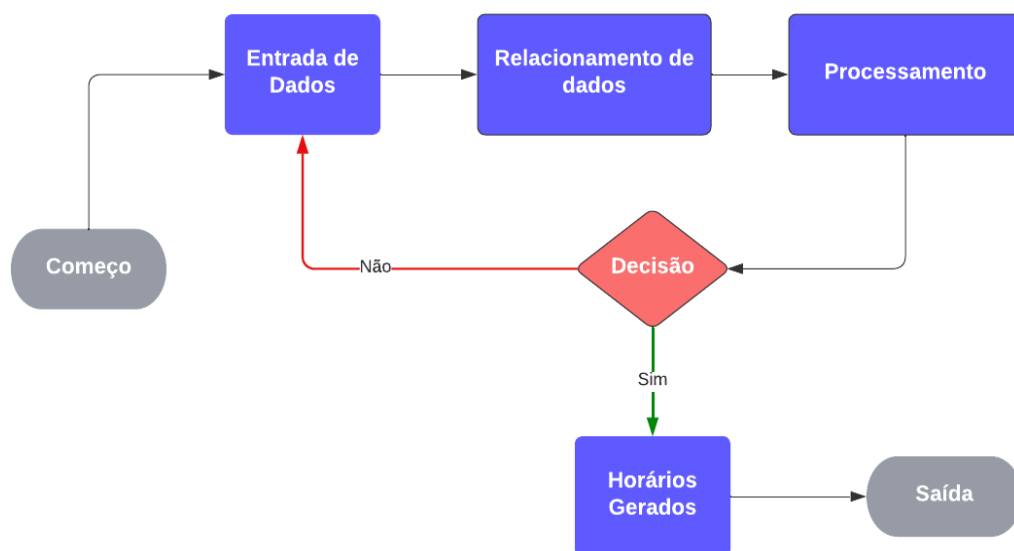 Entrada de
Dados
Relacionamento de
dados
Processamento
Começo
Não
Decisão
Sim
Horários
Gerados
Saída